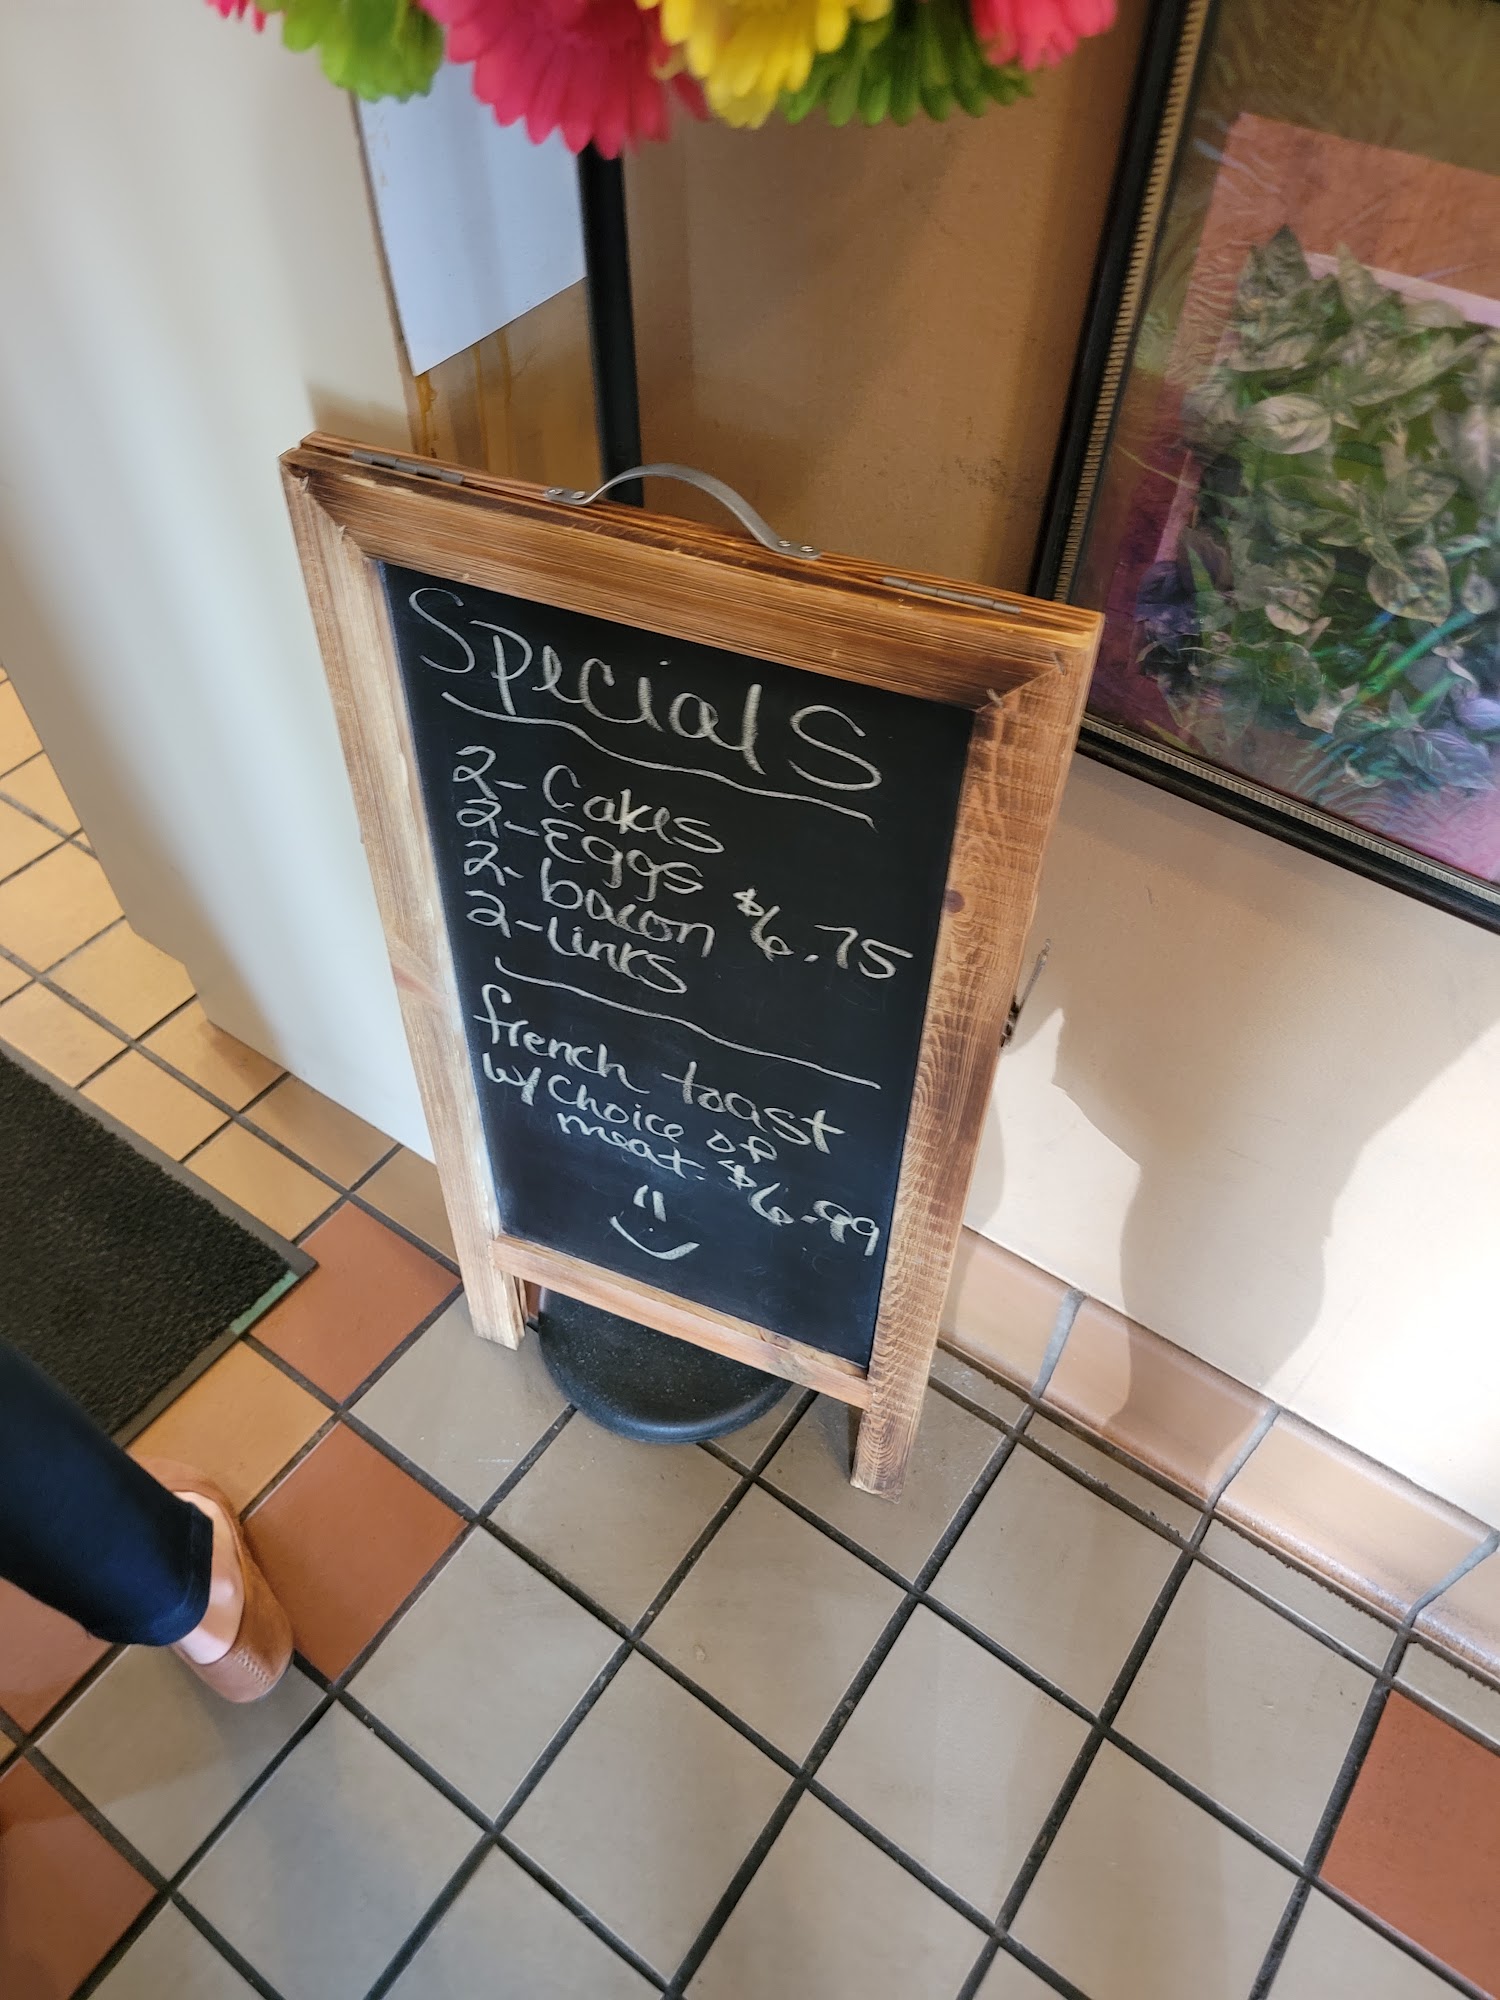 Specials
2- Cakes
2- Eggs
2- bacon $6.75
2- Links
french toast
w/ Choice of
meat. $6.99